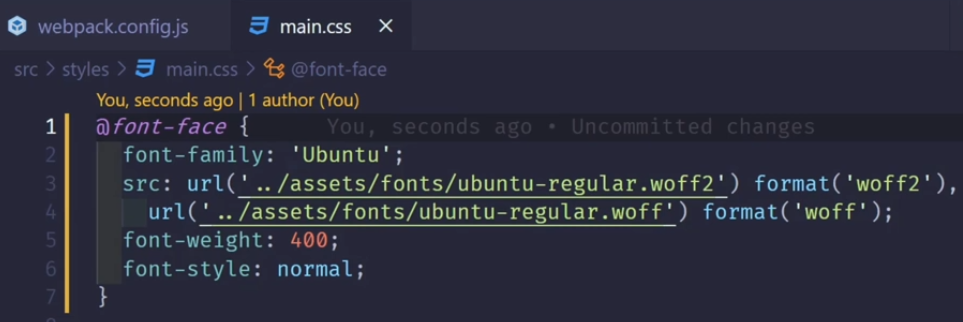 webpack.config.js main.css
src > styles > main.css > @font-face
You, seconds ago | 1 author (You)
1 @font-face { You, seconds ago • Uncommitted changes
2 font-family: 'Ubuntu';
3 src: url('../assets/fonts/ubuntu-regular.woff2') format('woff2'),
4 url('../assets/fonts/ubuntu-regular.woff') format('woff');
5 font-weight: 400;
6 font-style: normal;
7 }